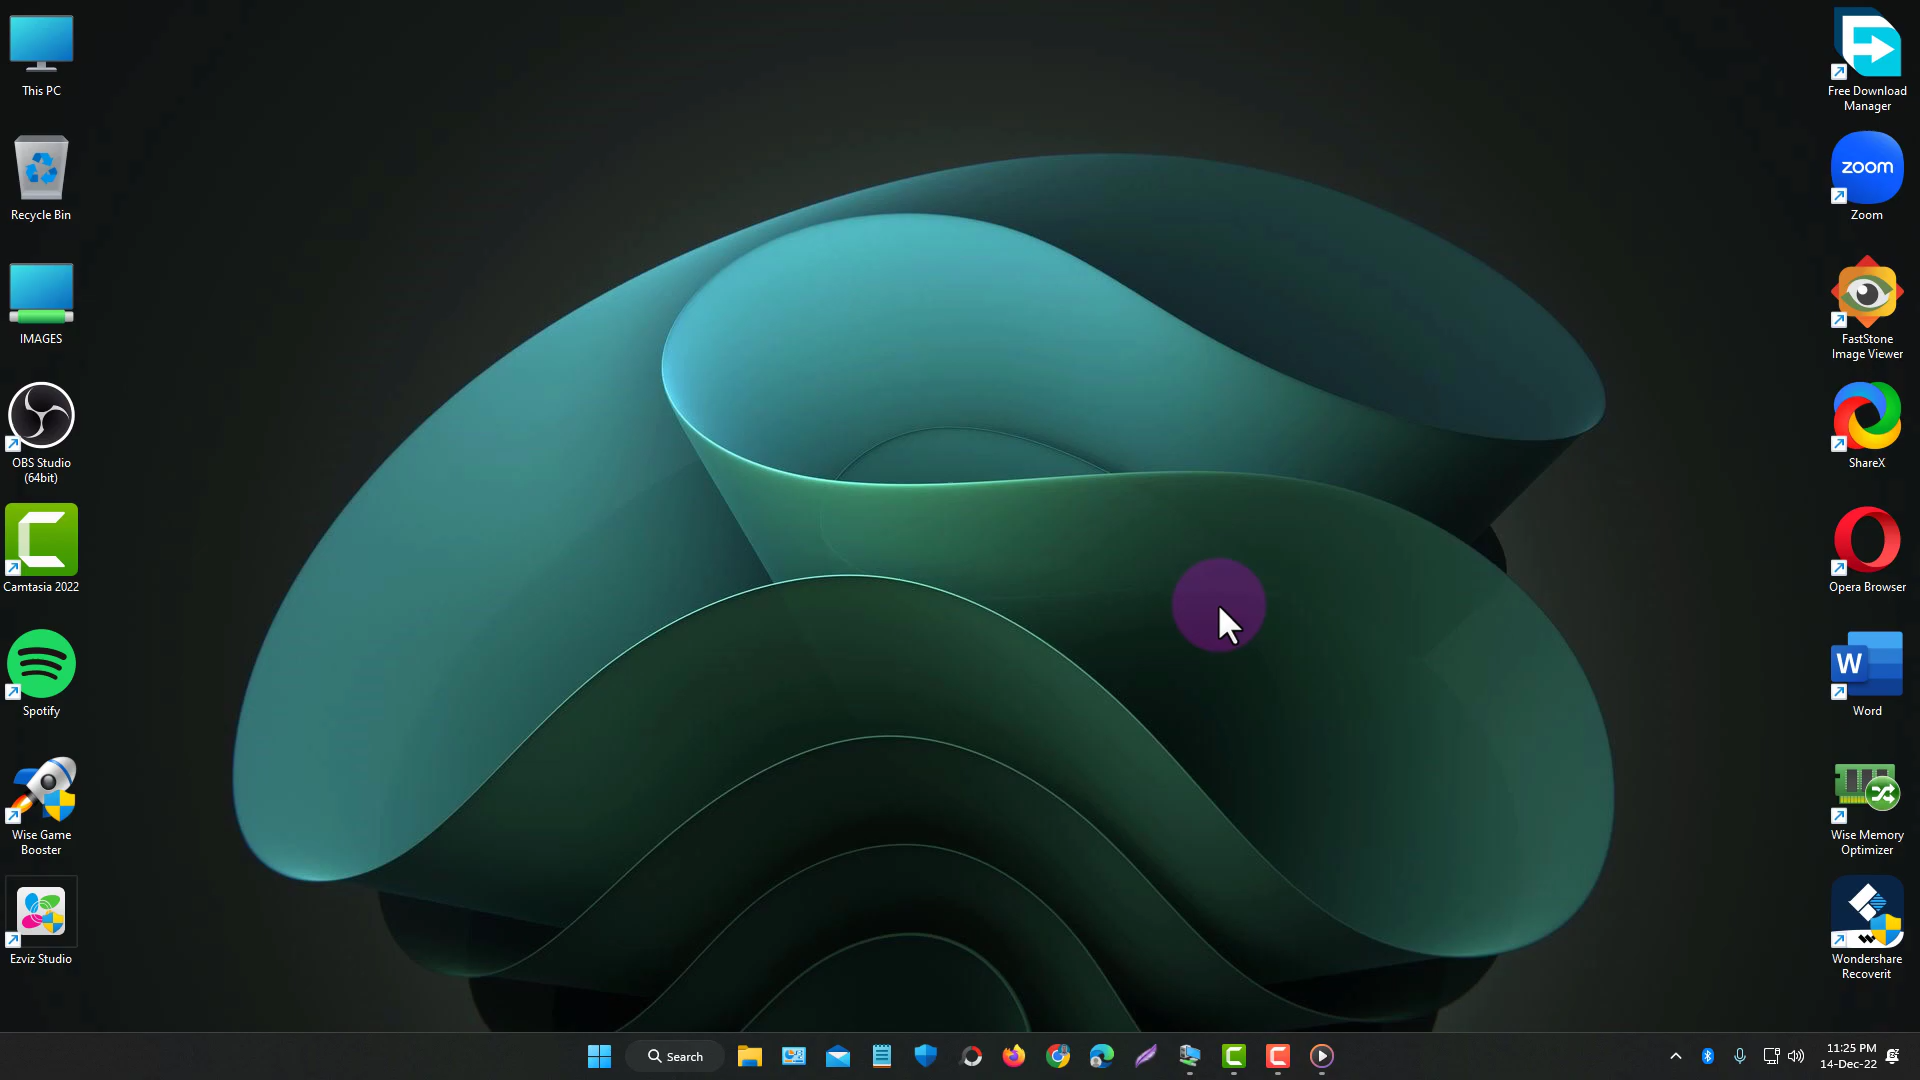 This PC
Recycle Bin
IMAGES
OBS Studio
(64bit)
Camtasia 2022
Spotify
Wise Game
Booster
Ezviz Studio
Free Download
Manager
zoom
Zoom
FastStone
Image Viewer
ShareX
Opera Browser
W
Word
Wise Memory
Optimizer
Wondershare
Recoverit
Search
11:25 PM
14-Dec-22